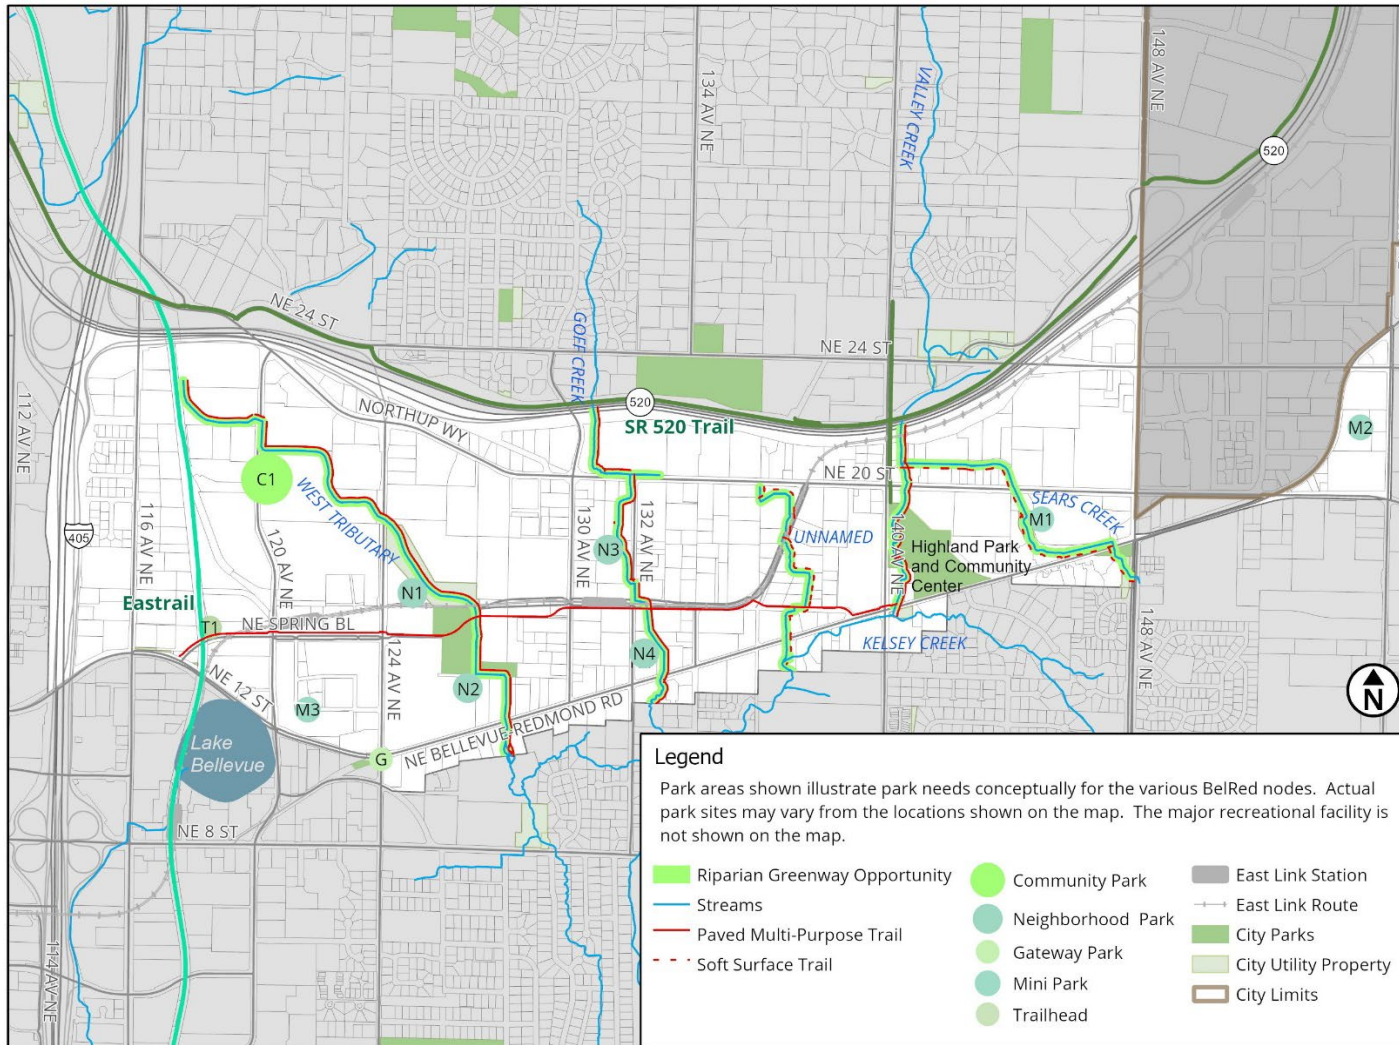 148 AV NE
134 AV NE
VALLEY CREEK
520
NE 24 ST
GOFF CREEK
NE 24 ST
112 AV NE
NORTHUP WY
520
SR 520 Trail
M2
C1
NE 20 ST
WEST TRIBUTARY
SEARS CREEK
M1
116 AV NE
405
120 AV NE
130 AV NE
132 AV NE
N3
UNNAMED
140 AV NE
Highland Park
and Community
Center
N1
Eastrail
T1
NE SPRING BL
148 AV NE
KELSEY CREEK
124 AV NE
N4
NE 12 ST
M3
N2
N
NE BELLEVUE-REDMOND RD
G
Lake
Bellevue
NE 8 ST
114 AV NE
Legend
Park areas shown illustrate park needs conceptually for the various BelRed nodes. Actual
park sites may vary from the locations shown on the map. The major recreational facility is
not shown on the map.
Riparian Greenway Opportunity
Streams
Paved Multi-Purpose Trail
Soft Surface Trail
Community Park
Neighborhood Park
Gateway Park
Mini Park
Trailhead
East Link Station
East Link Route
City Parks
City Utility Property
City Limits